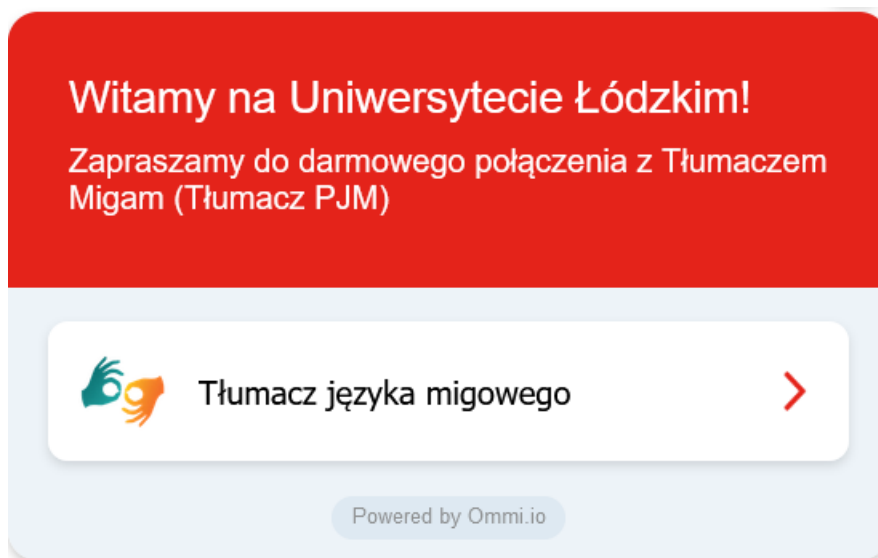 Witamy na Uniwersytecie Łódzkim!
Zapraszamy do darmowego połączenia z Tłumaczem
Migam (Tłumacz PJM)
Tłumacz języka migowego
Powered by Ommi.io